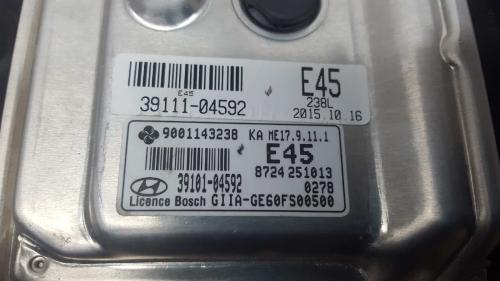 E45
E45
39111-04592
238L
2015.10.16
9001143238 KA ME17.9.11.1
E45
8724 251013
39101-04592
0278
Licence Bosch GIIA-GE60FS00500